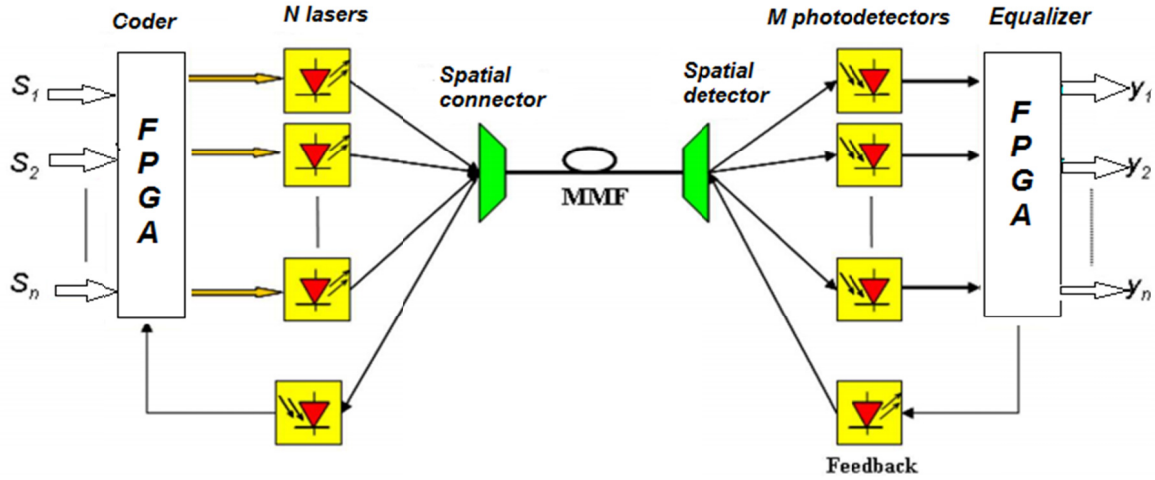 Coder
N lasers
M photodetectors
Equalizer
Spatial
connector
Spatial
detector
S1
S2
Sn
F
P
G
A
MMF
F
P
G
A
y1
y2
yn
Feedback